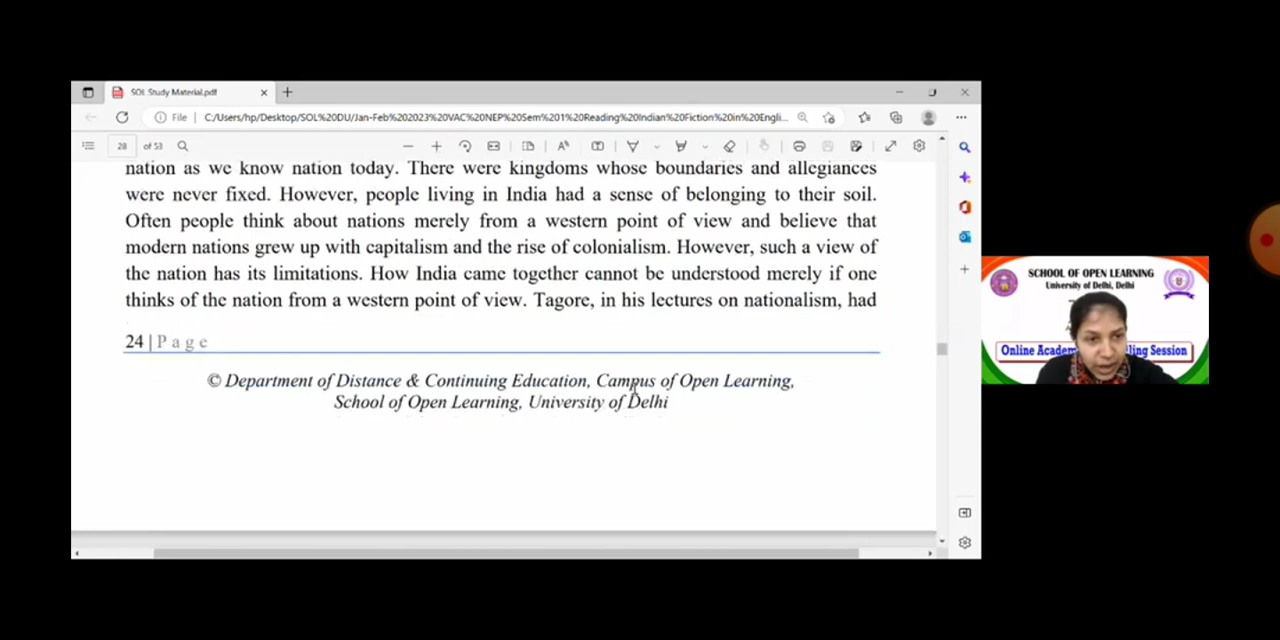 SOL Study Material.pdf
File
C:/Users/hp/Desktop/SOL%20DU/Jan-Feb%202023%20VAC%20NEP%20Sem%201%20Reading%20Indian%20Fiction%20in%20Engli...
28 of 53
nation as we know nation today. There were kingdoms whose boundaries and allegiances
were never fixed. However, people living in India had a sense of belonging to their soil.
Often people think about nations merely from a western point of view and believe that
modern nations grew up with capitalism and the rise of colonialism. However, such a view of
the nation has its limitations. How India came together cannot be understood merely if one
thinks of the nation from a western point of view. Tagore, in his lectures on nationalism, had
24 | P a g e
© Department of Distance & Continuing Education, Campus of Open Learning,
School of Open Learning, University of Delhi
SCHOOL OF OPEN LEARNING
University of Delhi, Delhi
Online Academ ling Session